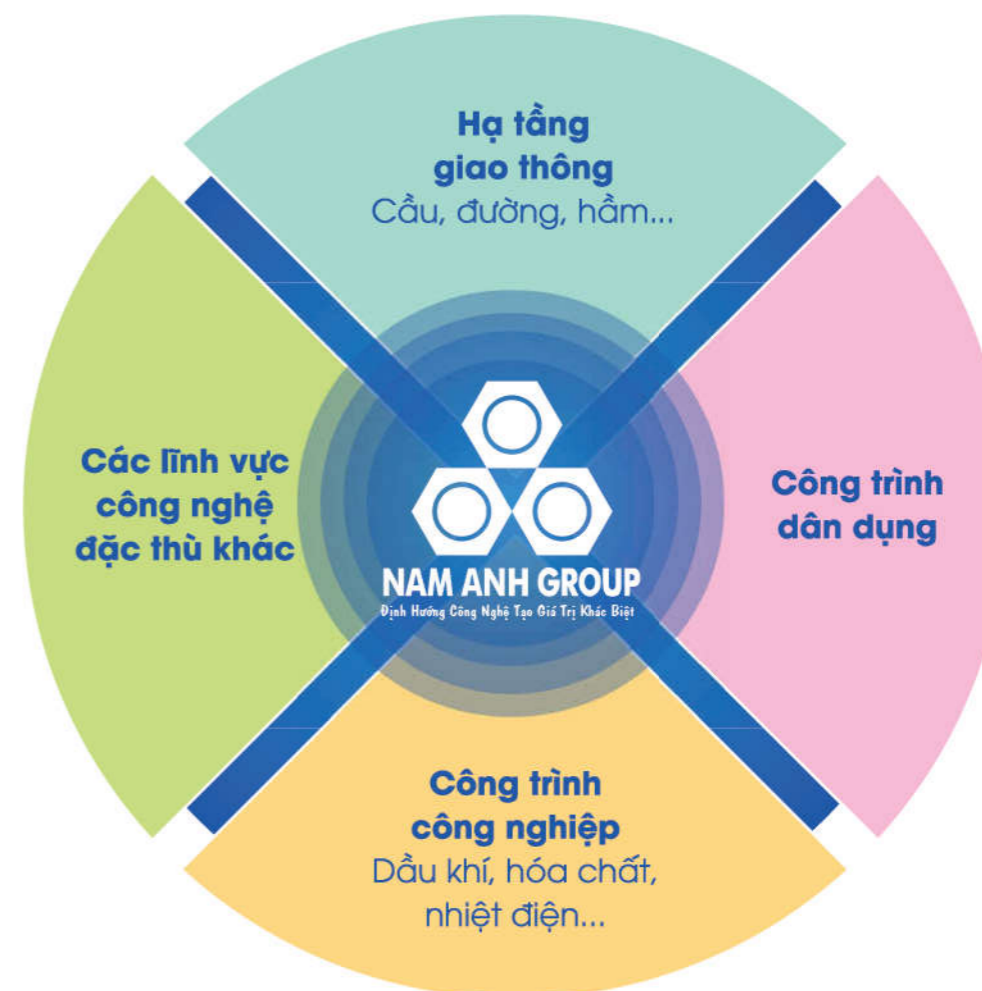 Hạ tầng
giao thông
Cầu, đường, hầm...
Các lĩnh vực
công nghệ
đặc thù khác
NAM ANH GROUP
Định Hướng Công Nghệ Tạo Giá Trị Khác Biệt
Công trình
dân dụng
Công trình
công nghiệp
Dầu khí, hóa chất,
nhiệt điện...